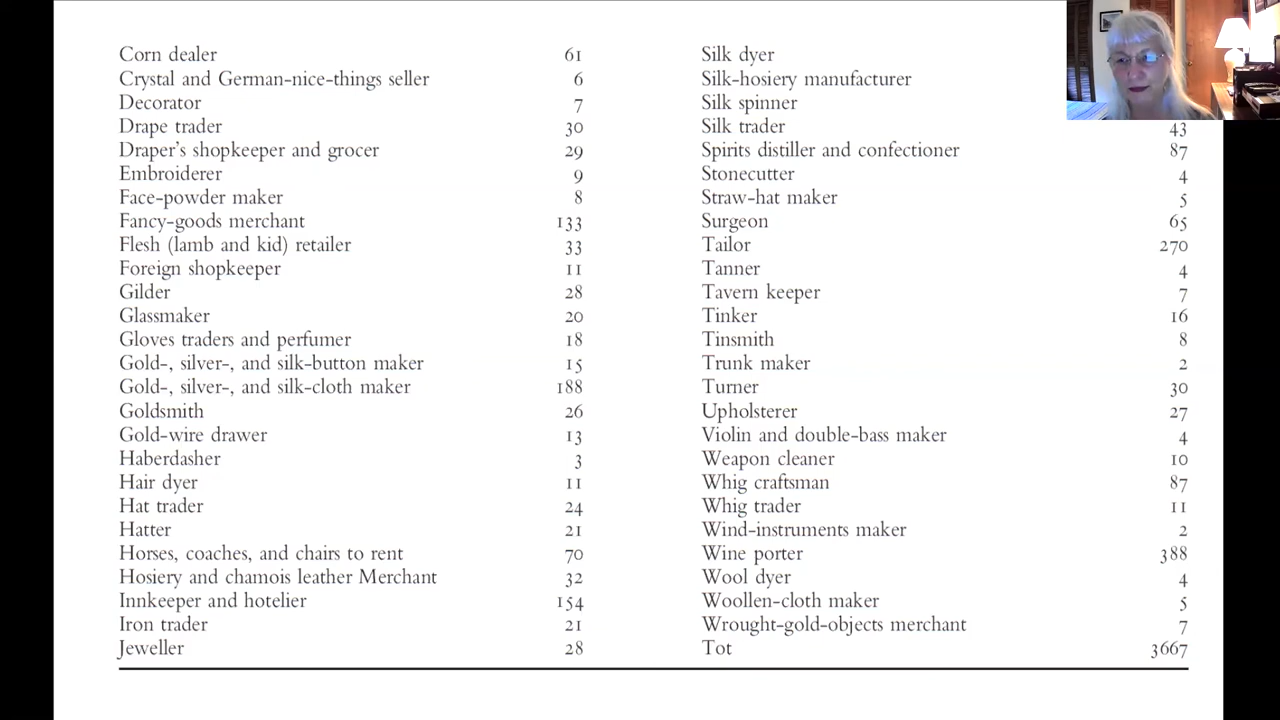 Corn dealer 61
Crystal and German-nice-things seller 6
Decorator 7
Drape trader 30
Draper's shopkeeper and grocer 29
Embroiderer 9
Face-powder maker 8
Fancy-goods merchant 133
Flesh (lamb and kid) retailer 33
Foreign shopkeeper 11
Gilder 28
Glassmaker 20
Gloves traders and perfumer 18
Gold-, silver-, and silk-button maker 15
Gold-, silver-, and silk-cloth maker 188
Goldsmith 26
Gold-wire drawer 13
Haberdasher 3
Hair dyer 11
Hat trader 24
Hatter 21
Horses, coaches, and chairs to rent 70
Hosiery and chamois leather Merchant 32
Innkeeper and hotelier 154
Iron trader 21
Jeweller 28
Silk dyer
Silk-hosiery manufacturer
Silk spinner
Silk trader 43
Spirits distiller and confectioner 87
Stonecutter 4
Straw-hat maker 5
Surgeon 65
Tailor 270
Tanner 4
Tavern keeper 7
Tinker 16
Tinsmith 8
Trunk maker 2
Turner 30
Upholsterer 27
Violin and double-bass maker 4
Weapon cleaner 10
Whig craftsman 87
Whig trader 11
Wind-instruments maker 2
Wine porter 388
Wool dyer 4
Woollen-cloth maker 5
Wrought-gold-objects merchant 7
Tot 3667